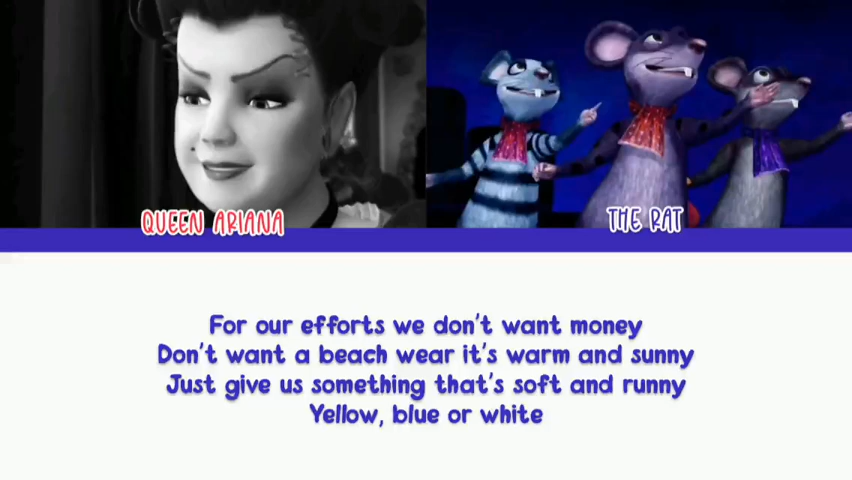 QUEEN ARIANA
THE RAT
For our efforts we don't want money
Don't want a beach wear it's warm and sunny
Just give us something that's soft and runny
Yellow, blue or white